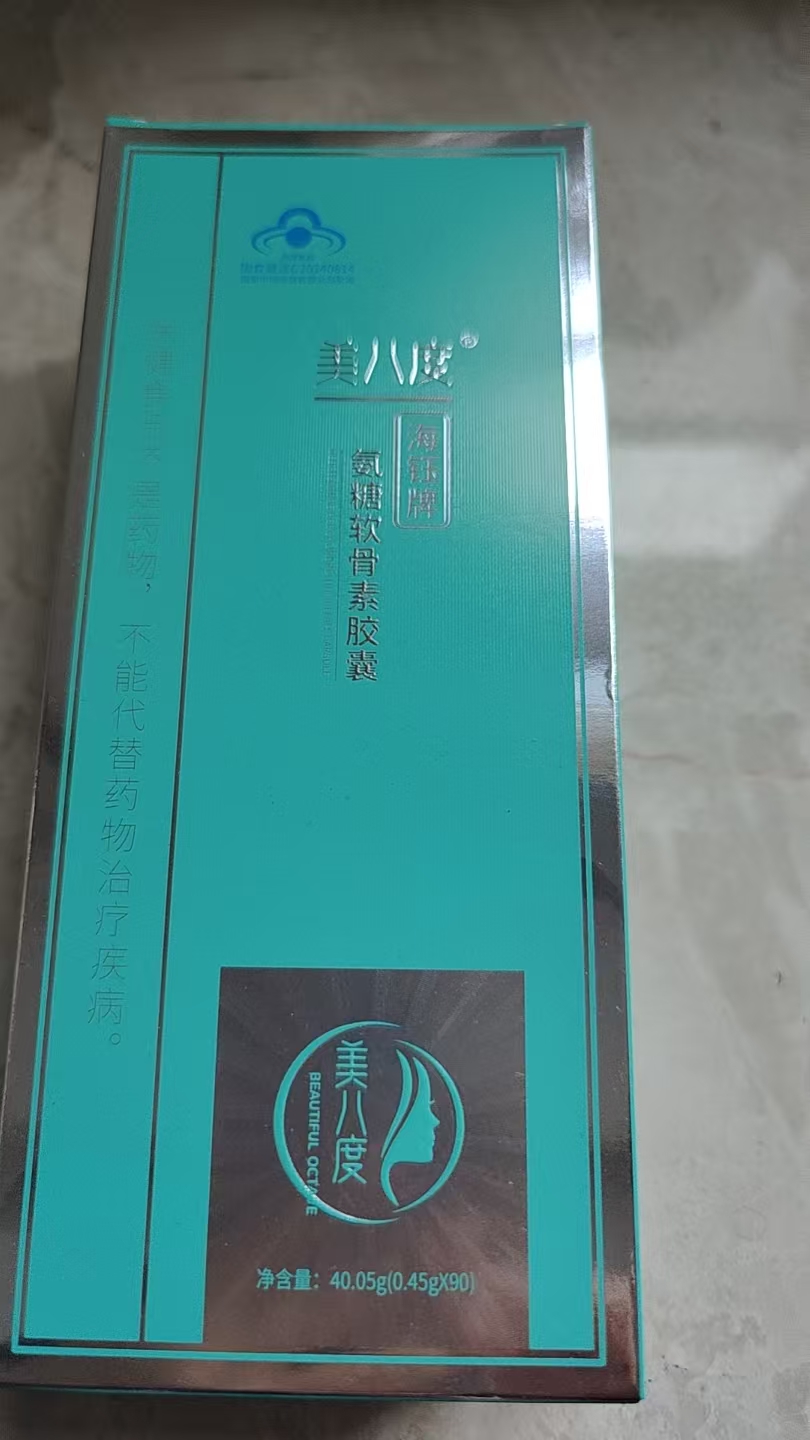 美八度®
海钰牌
氨糖软骨素胶囊
是药物，不能代替药物治疗疾病。
美八度
BEAUTIFUL OCTAVE
净含量：40.05g(0.45gX90)